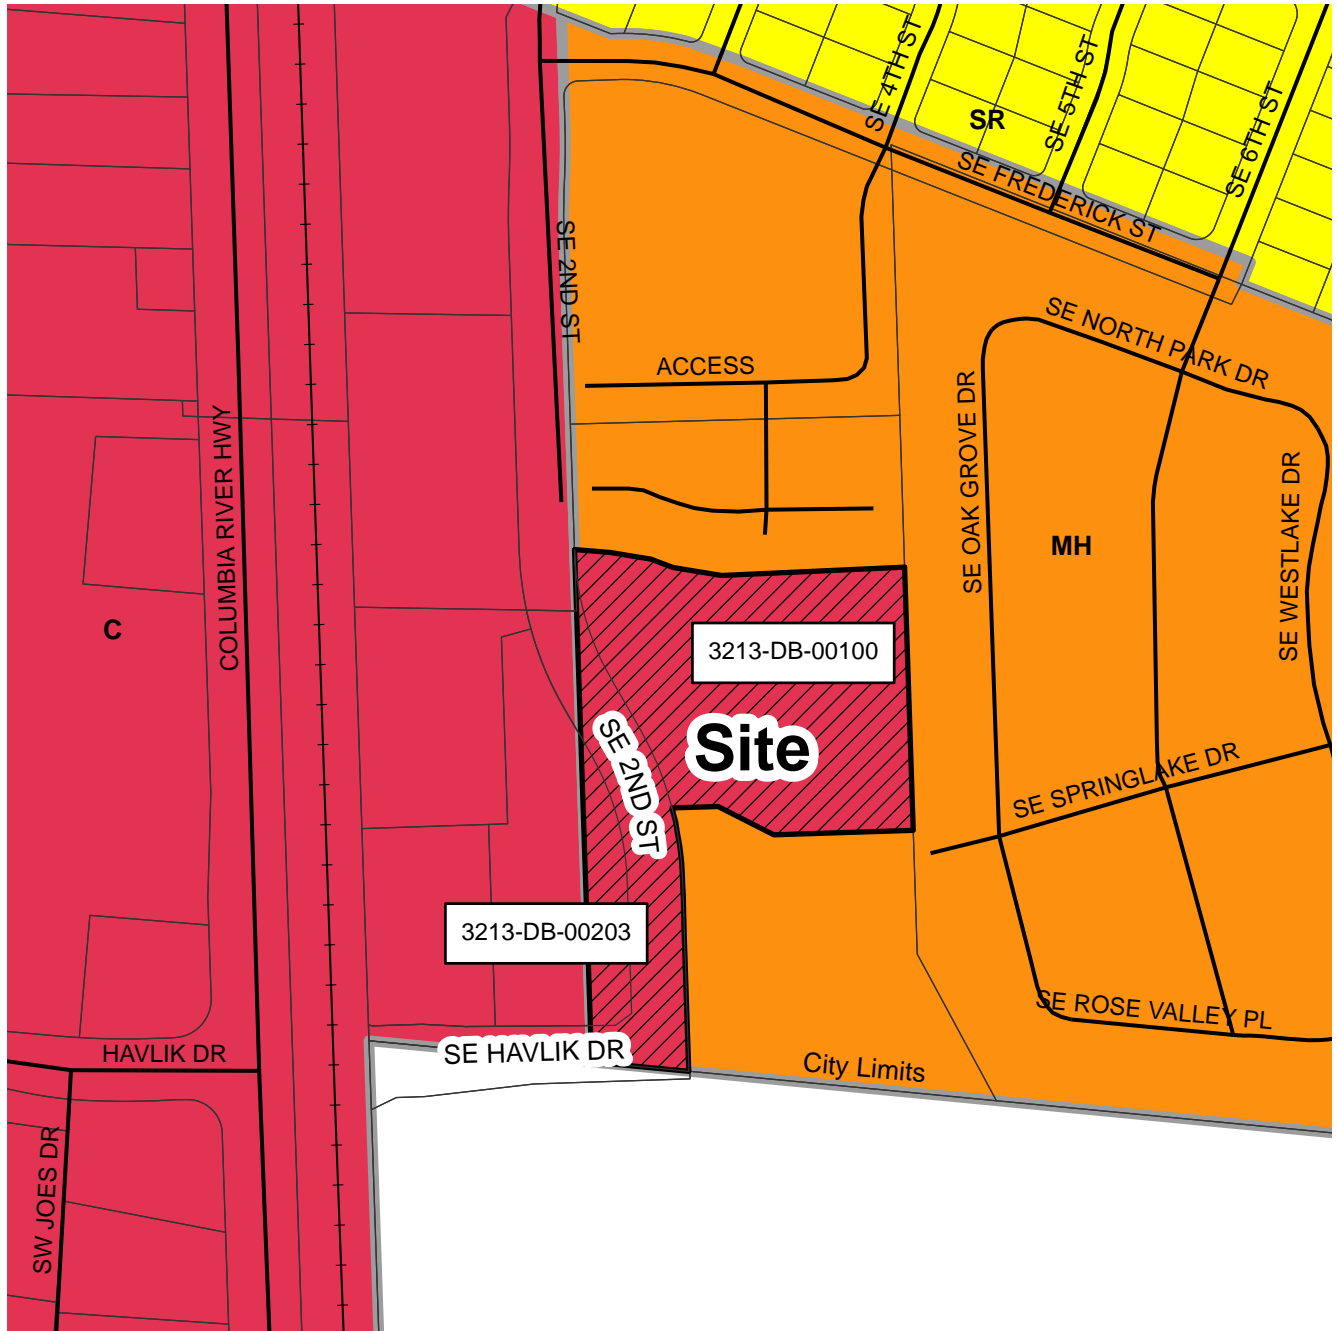 SE 4TH ST
SE 5TH ST
SE 6TH ST
SR
SE FREDERICK ST
SE 2ND ST
SE NORTH PARK DR
ACCESS
SE OAK GROVE DR
COLUMBIA RIVER HWY
SE WESTLAKE DR
MH
C
3213-DB-00100
Site
SE 2ND ST
SE SPRINGLAKE DR
3213-DB-00203
SE ROSE VALLEY PL
HAVLIK DR
SE HAVLIK DR
City Limits
SW JOES DR